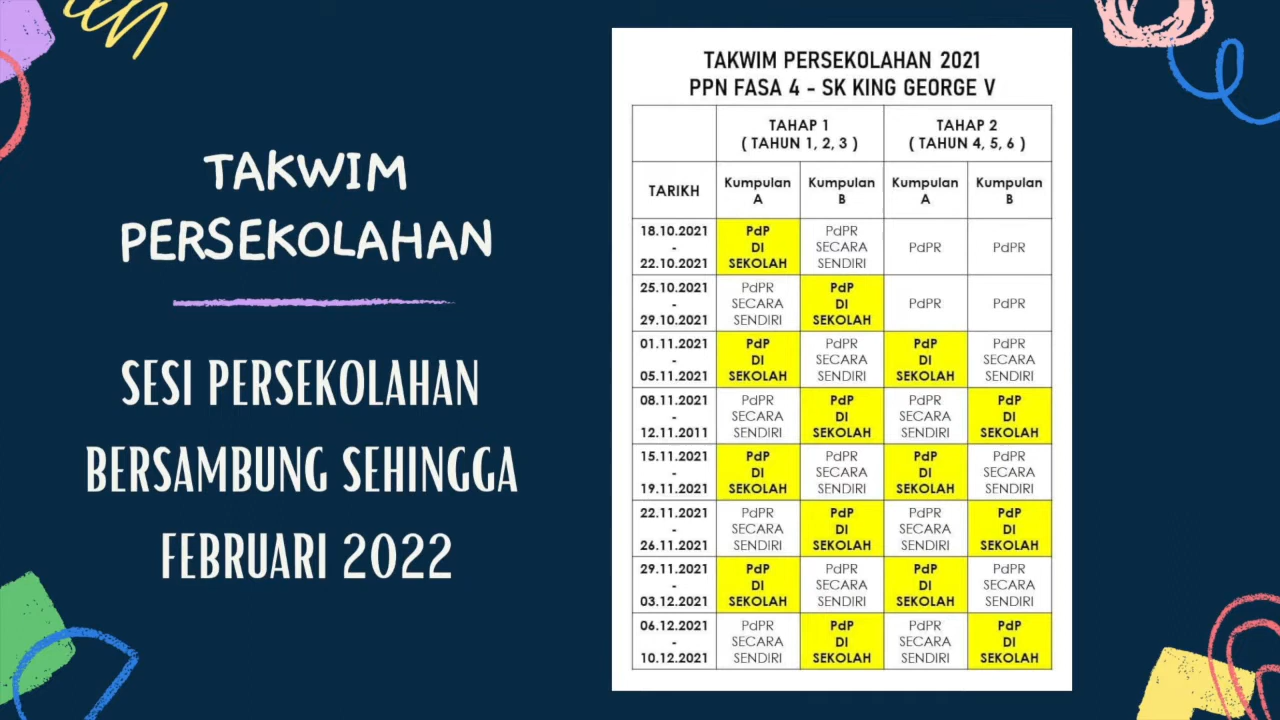 TAKWIM
PERSEKOLAHAN
SESI PERSEKOLAHAN
BERSAMBUNG SEHINGGA
FEBRUARI 2022
TAKWIM PERSEKOLAHAN 2021
PPN FASA 4 - SK KING GEORGE V
TAHAP 1
( TAHUN 1, 2, 3 )
TAHAP 2
( TAHUN 4, 5, 6 )
TARIKH
Kumpulan
A
Kumpulan
B
Kumpulan
A
Kumpulan
B
18.10.2021
-
22.10.2021
PdP
DI
SEKOLAH
PdPR
SECARA
SENDIRI
PdPR
PdPR
25.10.2021
-
29.10.2021
PdPR
SECARA
SENDIRI
PdP
DI
SEKOLAH
PdPR
PdPR
01.11.2021
-
05.11.2021
PdP
DI
SEKOLAH
PdPR
SECARA
SENDIRI
PdP
DI
SEKOLAH
PdPR
SECARA
SENDIRI
08.11.2021
-
12.11.2011
PdPR
SECARA
SENDIRI
PdP
DI
SEKOLAH
PdPR
SECARA
SENDIRI
PdP
DI
SEKOLAH
15.11.2021
-
19.11.2021
PdP
DI
SEKOLAH
PdPR
SECARA
SENDIRI
PdP
DI
SEKOLAH
PdPR
SECARA
SENDIRI
22.11.2021
-
26.11.2021
PdPR
SECARA
SENDIRI
PdP
DI
SEKOLAH
PdPR
SECARA
SENDIRI
PdP
DI
SEKOLAH
29.11.2021
-
03.12.2021
PdP
DI
SEKOLAH
PdPR
SECARA
SENDIRI
PdP
DI
SEKOLAH
PdPR
SECARA
SENDIRI
06.12.2021
-
10.12.2021
PdPR
SECARA
SENDIRI
PdP
DI
SEKOLAH
PdPR
SECARA
SENDIRI
PdP
DI
SEKOLAH